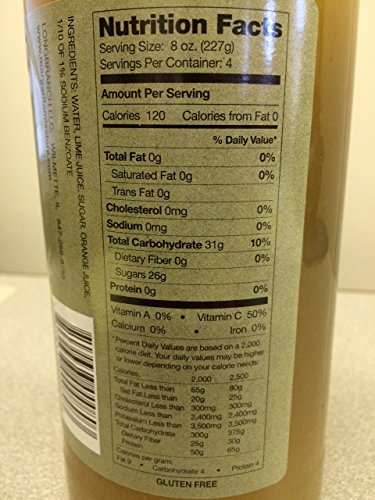 Nutrition Facts
Serving Size: 8 oz. (227g)
Servings Per Container: 4
Amount Per Serving
Calories 120 Calories from Fat 0
% Daily Value*
Total Fat 0g 0%
Saturated Fat 0g 0%
Trans Fat 0g
Cholesterol 0mg 0%
Sodium 0mg 0%
Total Carbohydrate 31g 10%
Dietary Fiber 0g 0%
Sugars 26g
Protein 0g 0%
Vitamin A 0% • Vitamin C 50%
Calcium 0% • Iron 0%
*Percent Daily Values are based on a 2,000
calorie diet. Your daily values may be higher
or lower depending on your calorie needs:
Calories: 2,000 2,500
Total Fat Less than 65g 80g
Sat Fat Less than 20g 25g
Cholesterol Less than 300mg 300mg
Sodium Less than 2,400mg 2,400mg
Potassium Less than 3,500mg 3,500mg
Total Carbohydrate 300g 375g
Dietary Fiber 25g 30g
Protein 50g 65g
Calories per gram:
Fat 9 • Carbohydrate 4 • Protein 4
GLUTEN FREE
INGREDIENTS: WATER, LIME JUICE, SUGAR, ORANGE JUICE,
1/10 OF 1% SODIUM BENZOATE
LONGBRANCH LLC., WILMETTE, IL